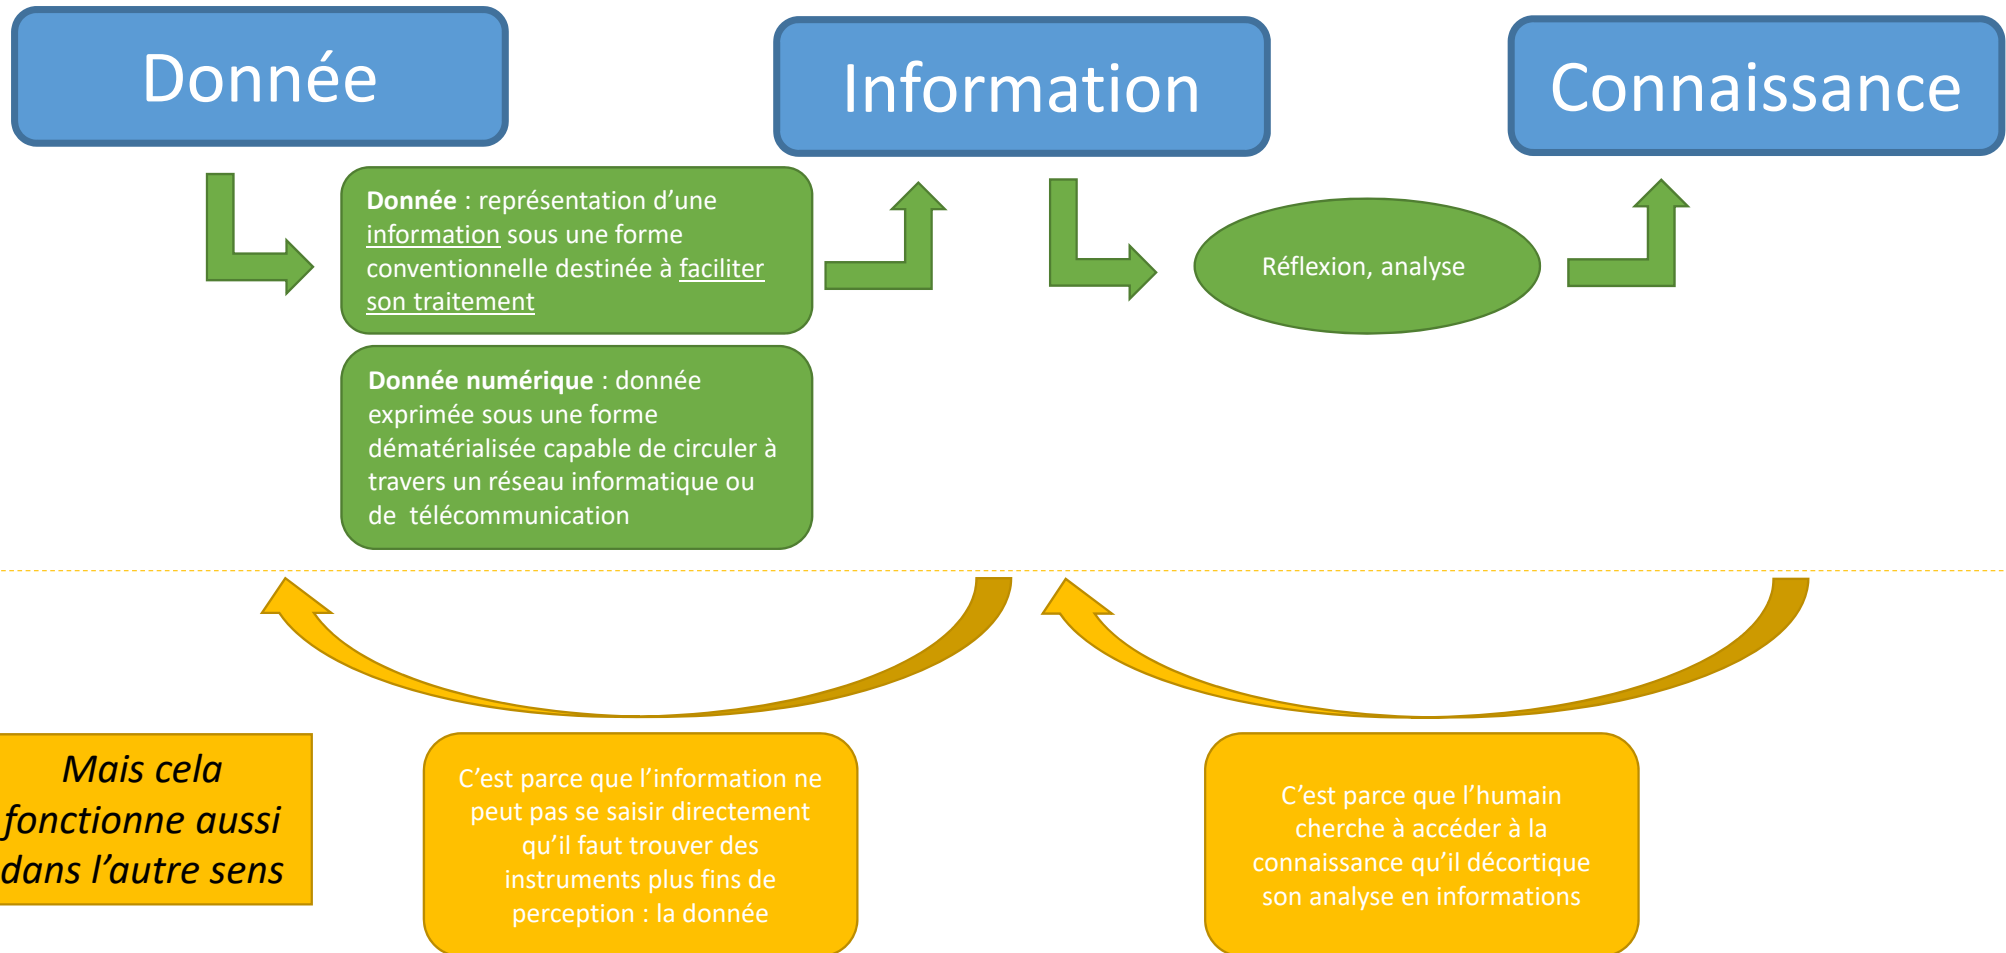 Donnée
Information
Connaissance
Donnée : représentation d’une
information sous une forme
conventionnelle destinée à faciliter
son traitement
Réflexion, analyse
Donnée numérique : donnée
exprimée sous une forme
dématérialisée capable de circuler à
travers un réseau informatique ou
de  télécommunication
Mais cela
fonctionne aussi
dans l’autre sens
C’est parce que l’information ne
peut pas se saisir directement
qu’il faut trouver des
instruments plus fins de
perception : la donnée
C’est parce que l’humain
cherche à accéder à la
connaissance qu’il décortique
son analyse en informations